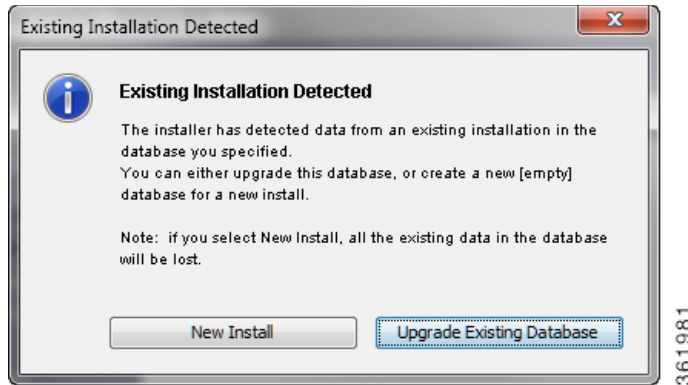 Existing Installation Detected
Existing Installation Detected
The installer has detected data from an existing installation in the
database you specified.
You can either upgrade this database, or create a new [empty]
database for a new install.
Note: if you select New Install, all the existing data in the database
will be lost.
New Install
Upgrade Existing Database
361981